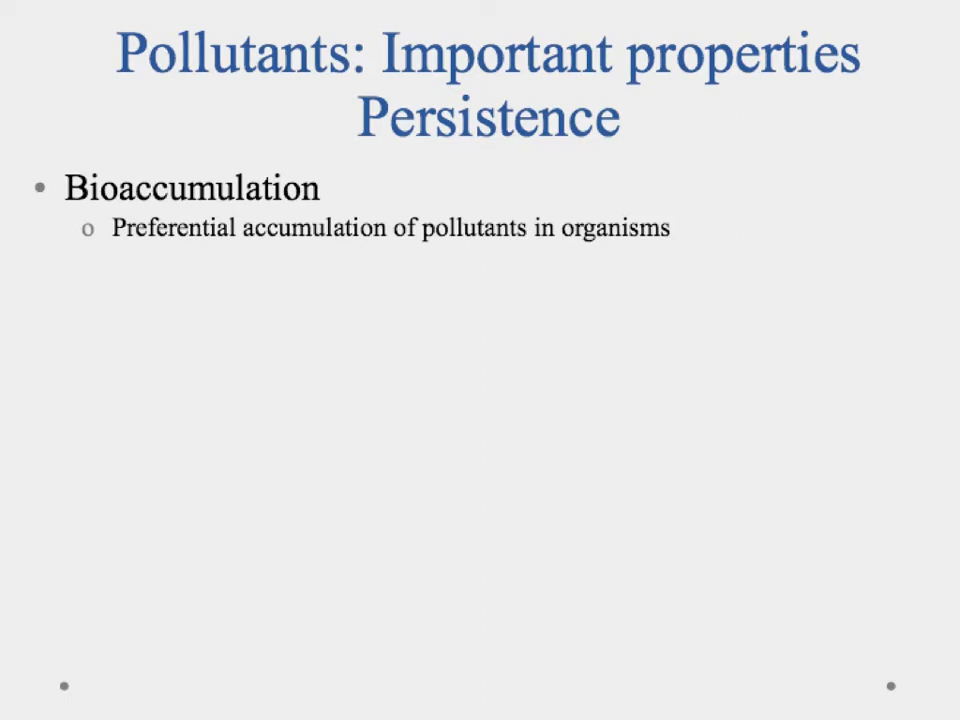 Pollutants: Important properties
Persistence
• Bioaccumulation
o Preferential accumulation of pollutants in organisms